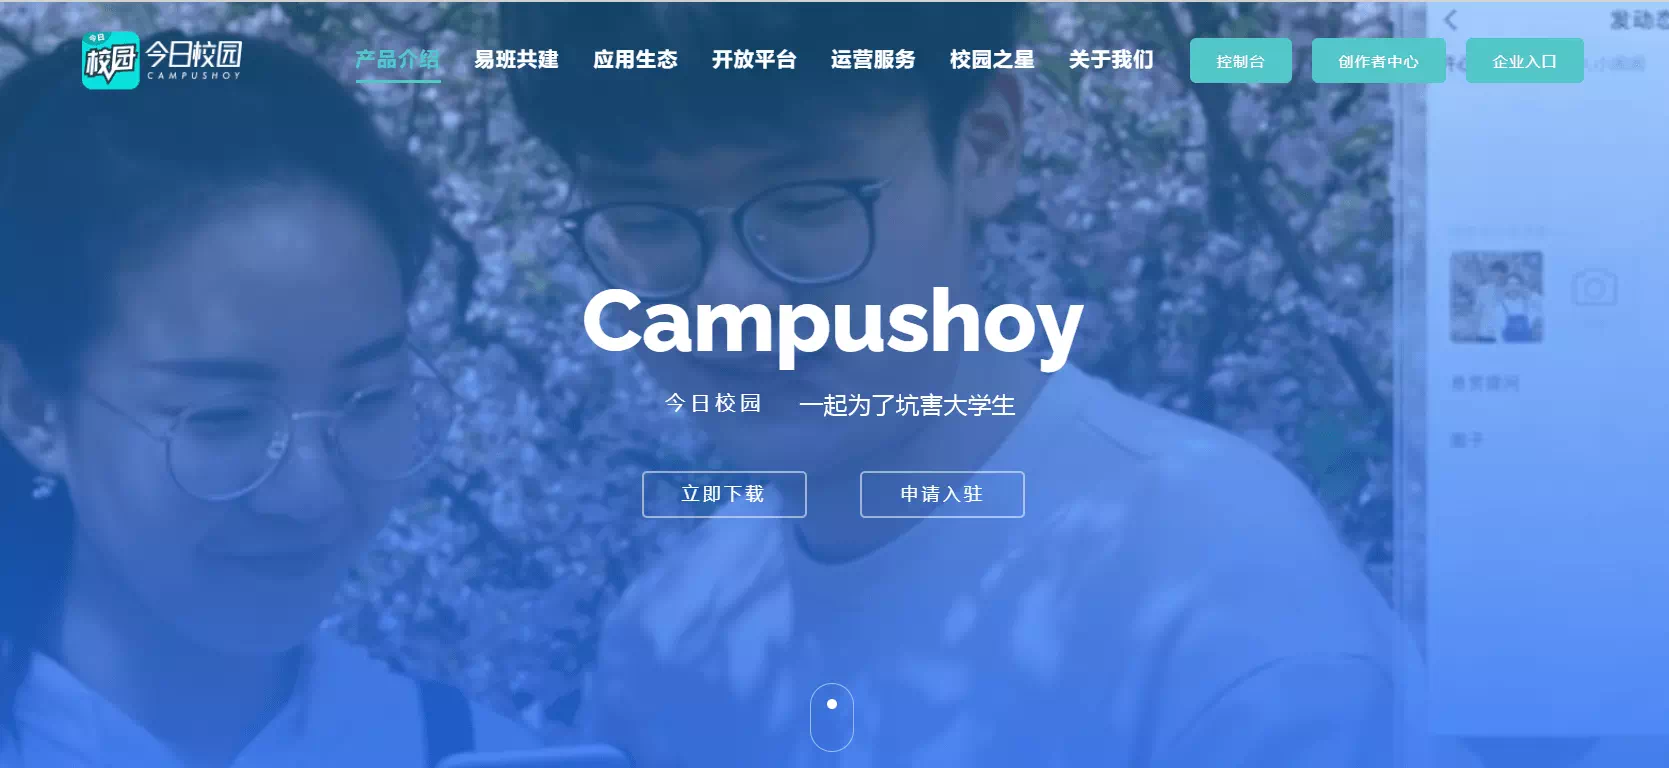 今日
校园
今日校园
CAMPUSHOY
产品介绍 易班共建 应用生态 开放平台 运营服务 校园之星 关于我们 控制台 创作者中心 企业入口
发动态
Campushoy
今日校园 一起为了坑害大学生
立即下载 申请入驻
圈子